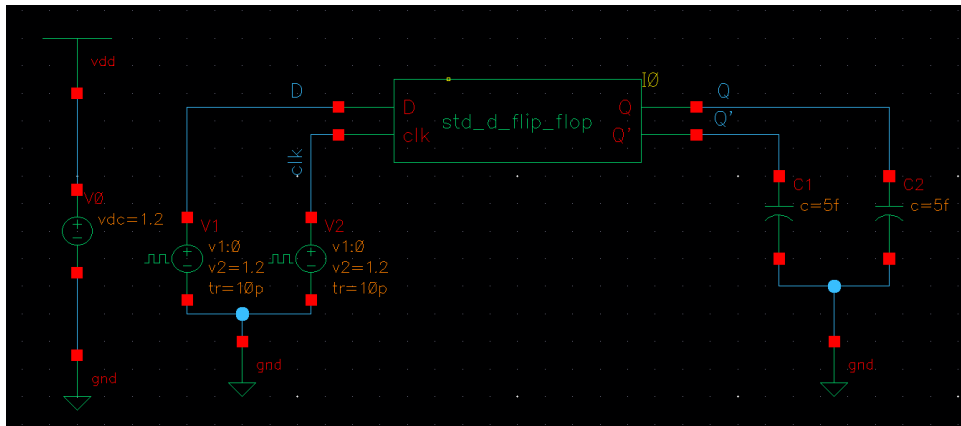 vdd
V0
vdc=1.2
gnd
D
clk
V1
v1:0
v2=1.2
tr=10p
V2
v1:0
v2=1.2
tr=10p
gnd
I0
D
clk
std_d_flip_flop
Q
Q'
Q
Q'
C1
c=5f
C2
c=5f
gnd